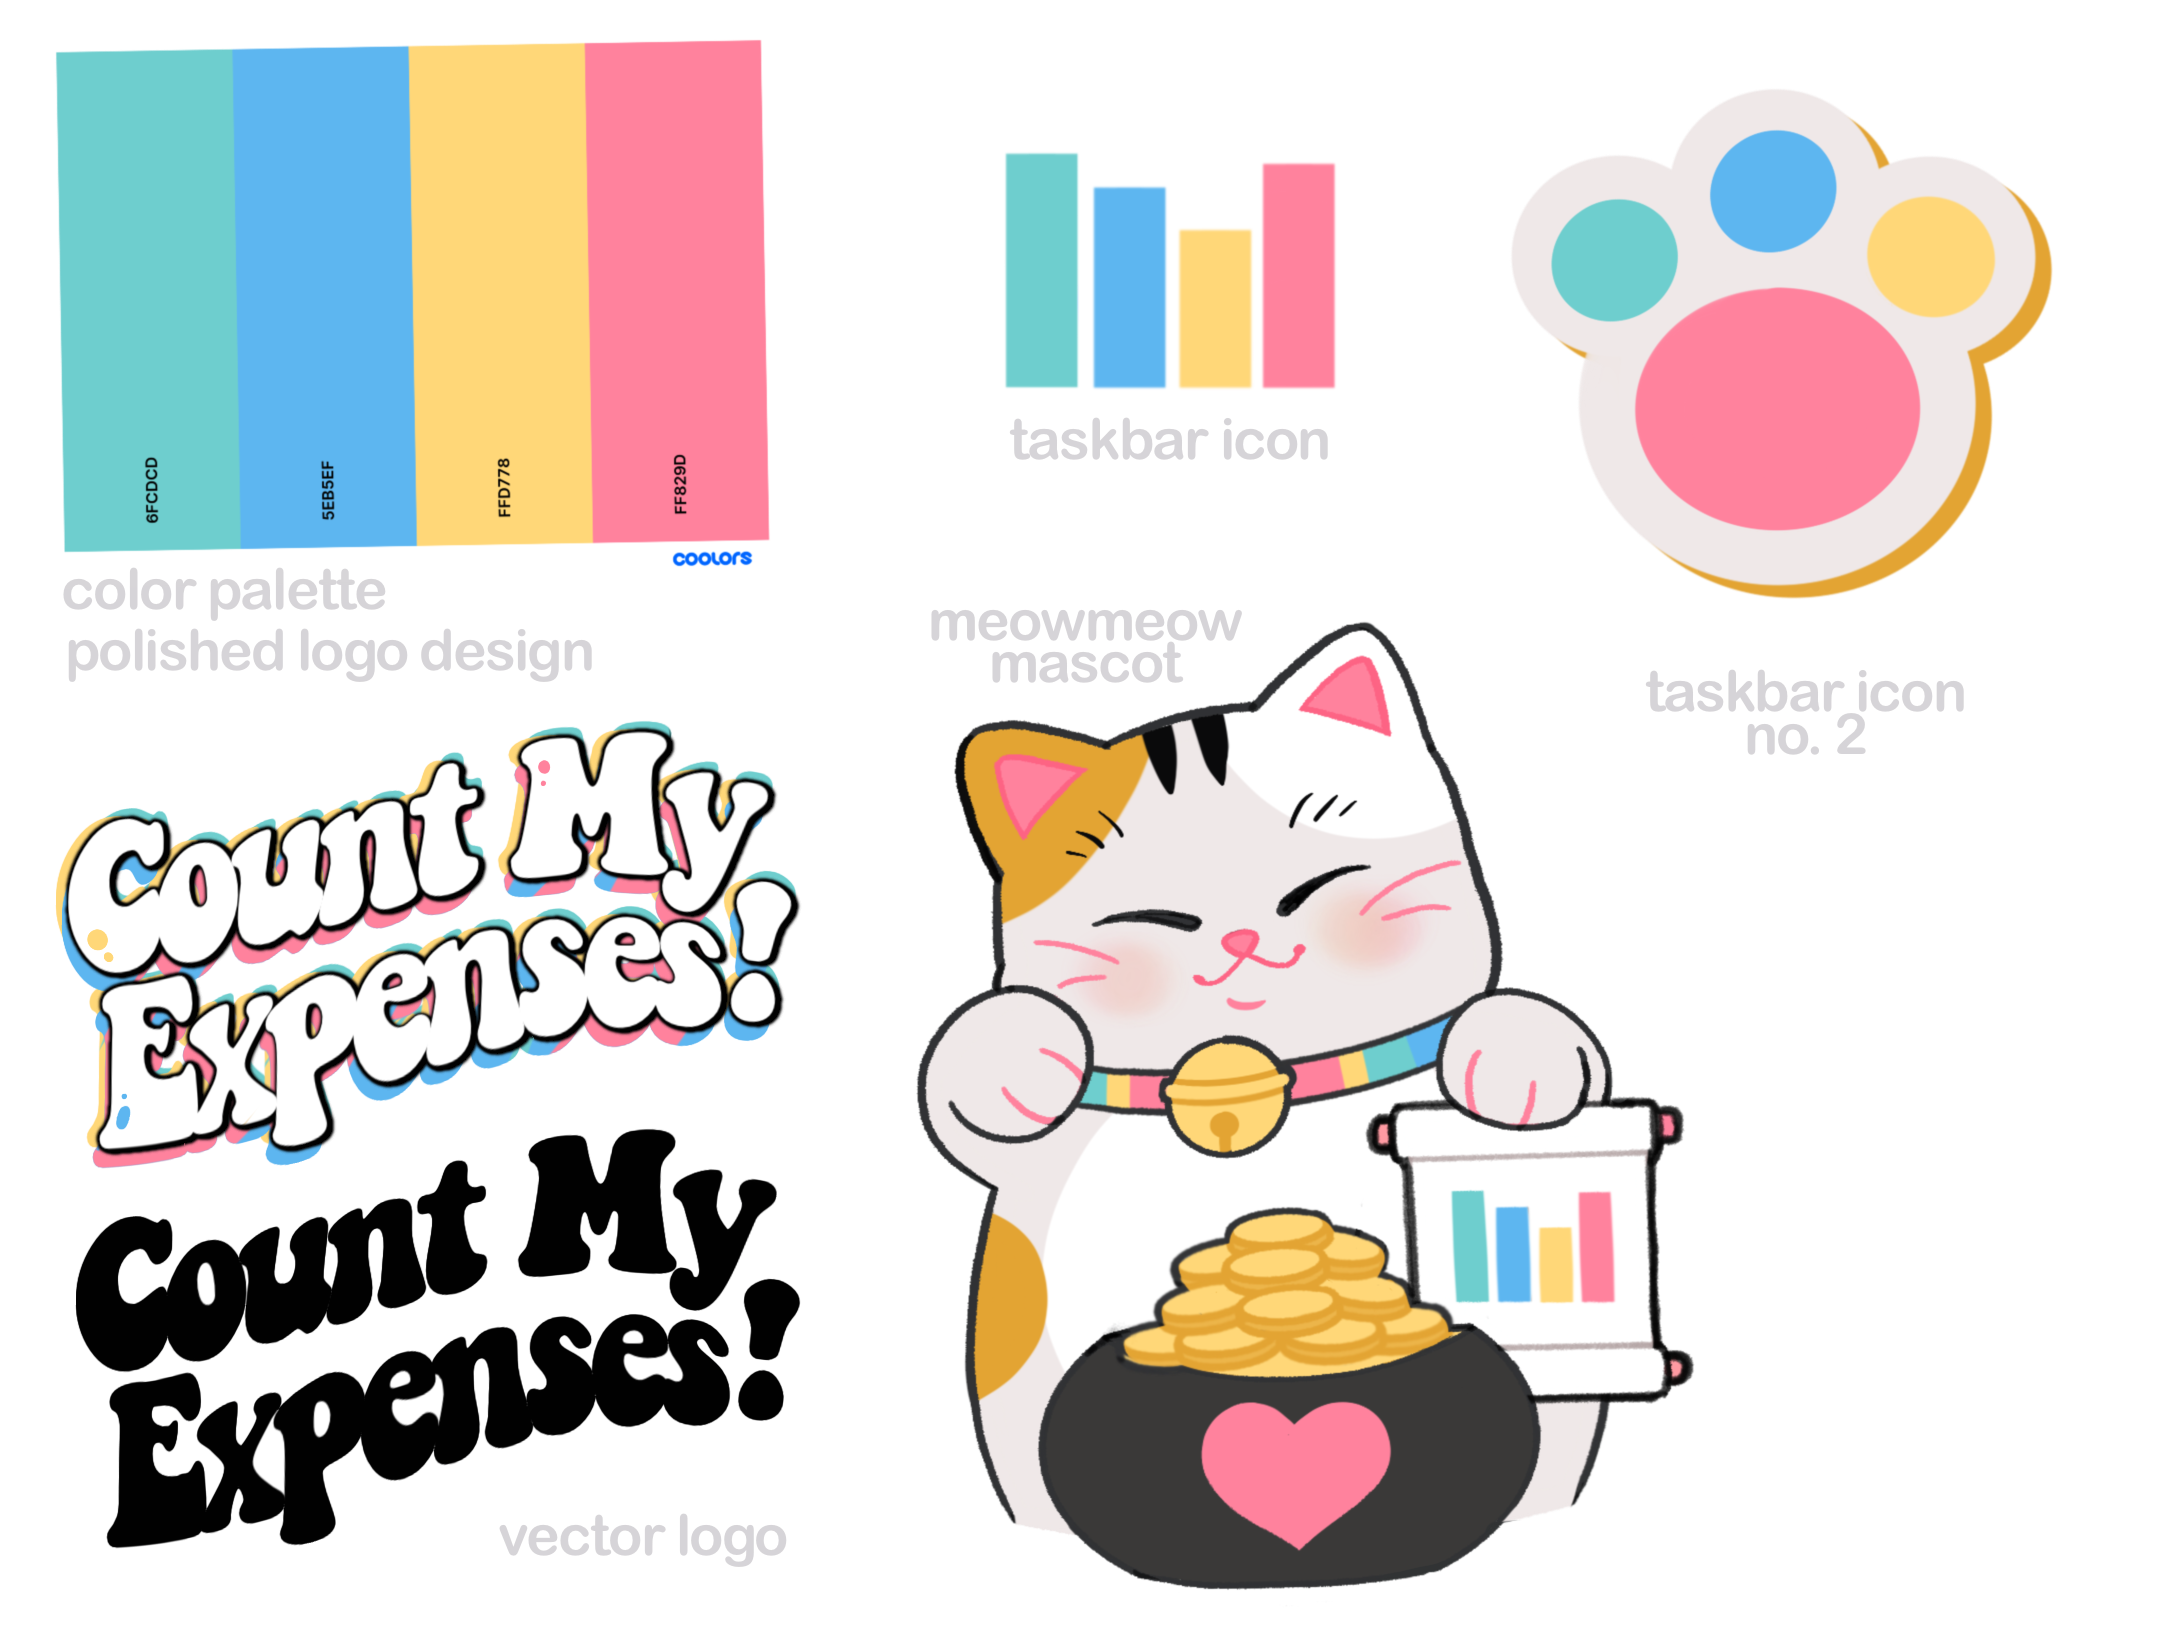 6FCDCD
5EB5EF
FFD778
FF829D
coolors
color palette
polished logo design
taskbar icon
taskbar icon
no. 2
meowmeow
mascot
Count My
Expenses!
Count My
Expenses!
vector logo